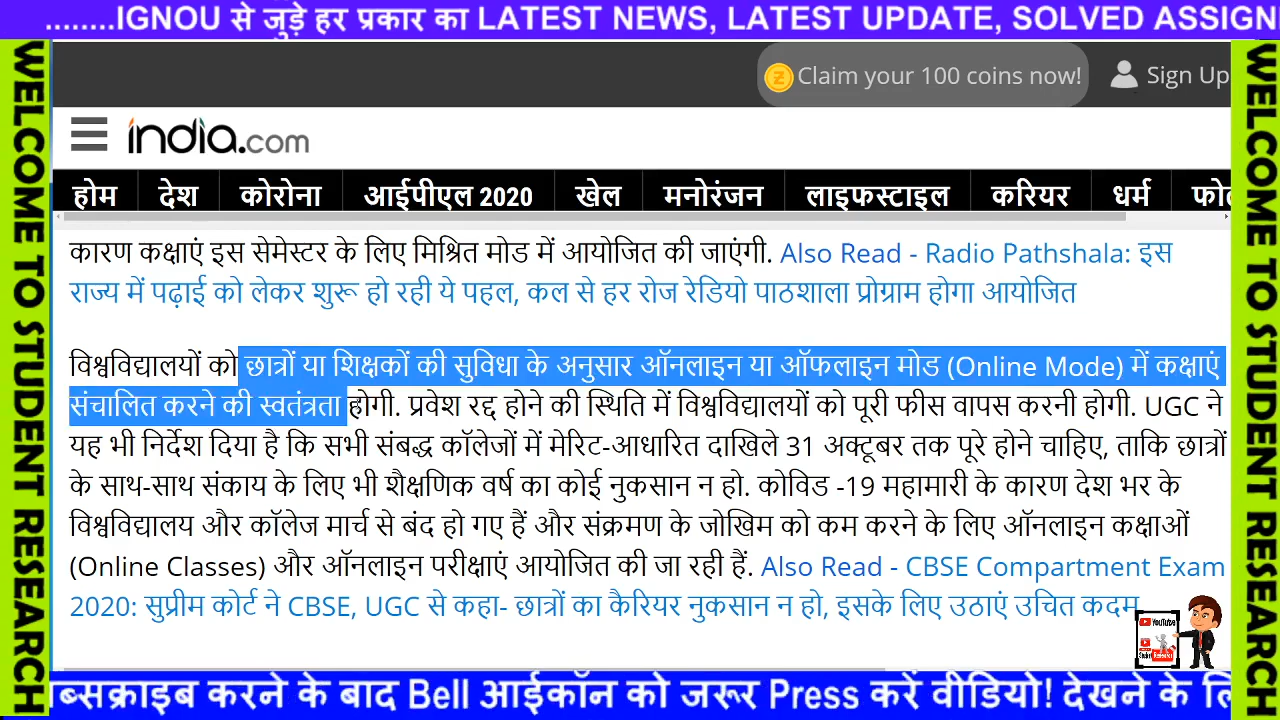 ........IGNOU से जुड़े हर प्रकार का LATEST NEWS, LATEST UPDATE, SOLVED ASSIGN
WELCOME TO STUDENT RESEARCH
WELCOME TO STUDENT RESEARCH
Claim your 100 coins now!
Sign Up
india.com
होम देश कोरोना आईपीएल 2020 खेल मनोरंजन लाइफस्टाइल करियर धर्म
कारण कक्षाएं इस सेमेस्टर के लिए मिश्रित मोड में आयोजित की जाएंगी. Also Read - Radio Pathshala: इस
राज्य में पढ़ाई को लेकर शुरू हो रही ये पहल, कल से हर रोज रेडियो पाठशाला प्रोग्राम होगा आयोजित
विश्वविद्यालयों को छात्रों या शिक्षकों की सुविधा के अनुसार ऑनलाइन या ऑफलाइन मोड (Online Mode) में कक्षाएं
संचालित करने की स्वतंत्रता होगी. प्रवेश रद्द होने की स्थिति में विश्वविद्यालयों को पूरी फीस वापस करनी होगी. UGC ने
यह भी निर्देश दिया है कि सभी संबद्ध कॉलेजों में मेरिट-आधारित दाखिले 31 अक्टूबर तक पूरे होने चाहिए, ताकि छात्रों
के साथ-साथ संकाय के लिए भी शैक्षणिक वर्ष का कोई नुकसान न हो. कोविड -19 महामारी के कारण देश भर के
विश्वविद्यालय और कॉलेज मार्च से बंद हो गए हैं और संक्रमण के जोखिम को कम करने के लिए ऑनलाइन कक्षाओं
(Online Classes) और ऑनलाइन परीक्षाएं आयोजित की जा रही हैं. Also Read - CBSE Compartment Exam
2020: सुप्रीम कोर्ट ने CBSE, UGC से कहा- छात्रों का कैरियर नुकसान न हो, इसके लिए उठाएं उचित कदम
YouTube
ब्सक्राइब करने के बाद Bell आईकॉन को जरूर Press करें वीडियो! देखने के लि